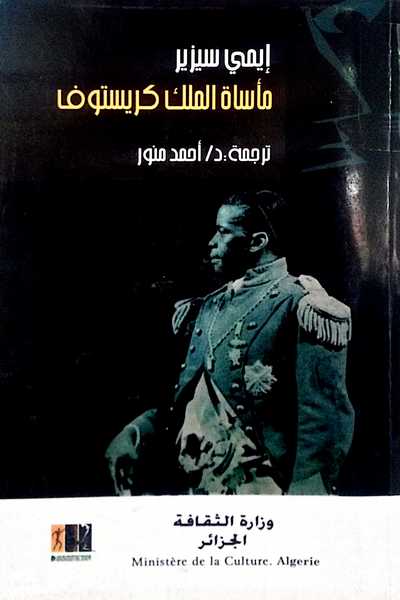 إيمي سيزير
مأساة الملك كريستوف
ترجمة: د/ أحمد منور
وزارة الثقافة
الجزائر
Ministère de la Culture. Algerie